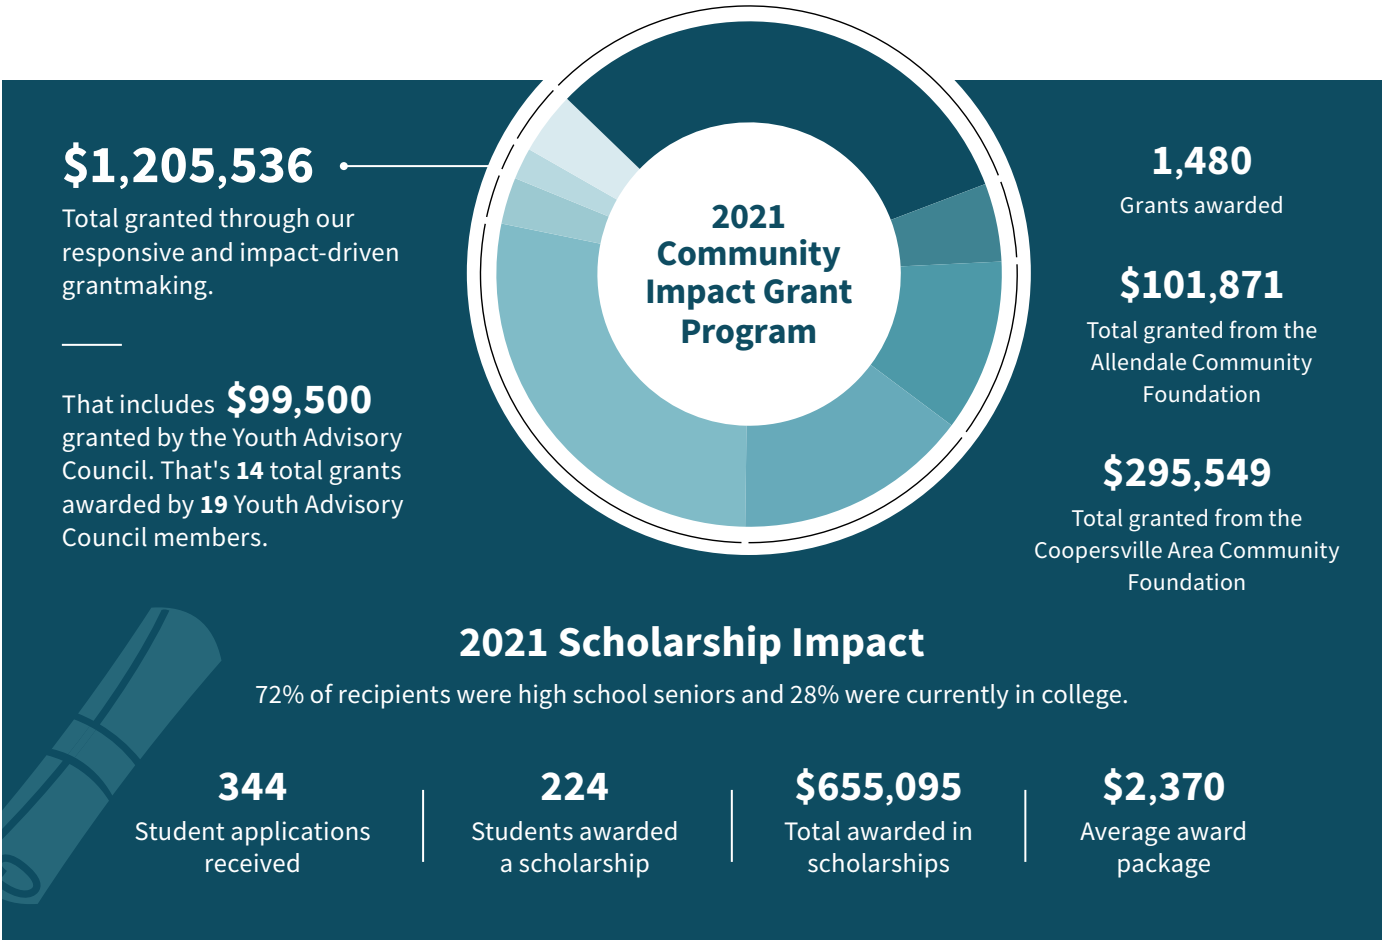 $1,205,536
Total granted through our
responsive and impact-driven
grantmaking.
That includes $99,500
granted by the Youth Advisory
Council. That's 14 total grants
awarded by 19 Youth Advisory
Council members.
2021
Community
Impact Grant
Program
1,480
Grants awarded
$101,871
Total granted from the
Allendale Community
Foundation
$295,549
Total granted from the
Coopersville Area Community
Foundation
2021 Scholarship Impact
72% of recipients were high school seniors and 28% were currently in college.
344
Student applications
received
224
Students awarded
a scholarship
$655,095
Total awarded in
scholarships
$2,370
Average award
package